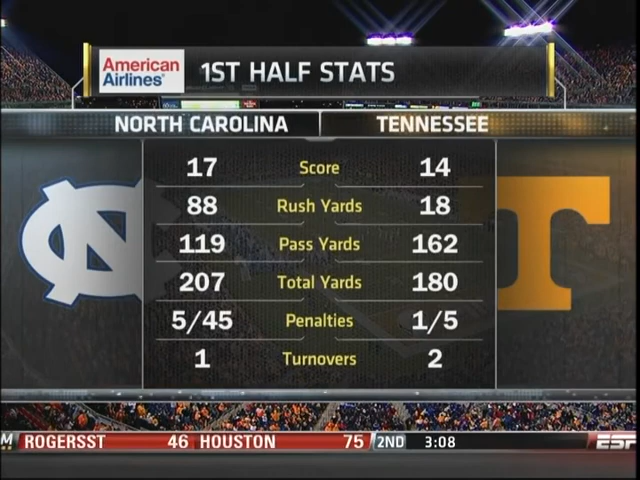 American Airlines
1ST HALF STATS
NORTH CAROLINA TENNESSEE
17 Score 14
88 Rush Yards 18
119 Pass Yards 162
207 Total Yards 180
5/45 Penalties 1/5
1 Turnovers 2
NC T
M ROGERSST 46 HOUSTON 75 2ND 3:08 ESP